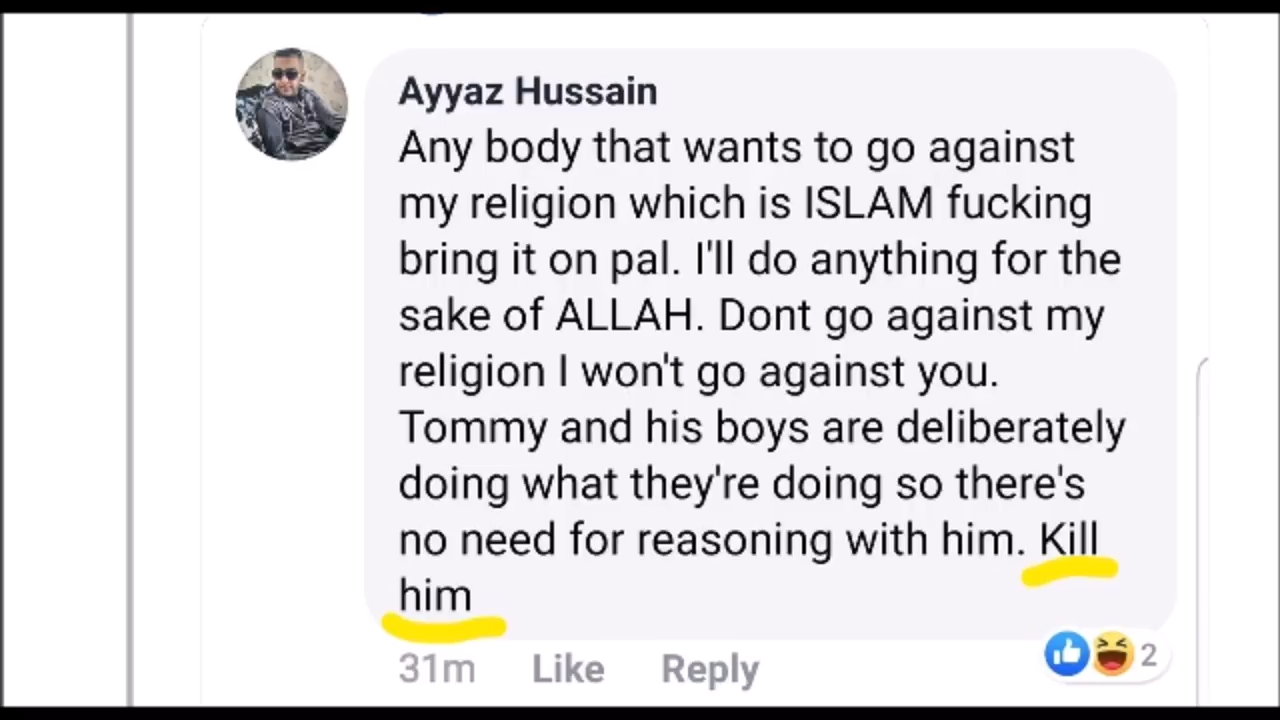 Ayyaz Hussain
Any body that wants to go against
my religion which is ISLAM fucking
bring it on pal. I'll do anything for the
sake of ALLAH. Dont go against my
religion I won't go against you.
Tommy and his boys are deliberately
doing what they're doing so there's
no need for reasoning with him. Kill
him
31m Like Reply 2